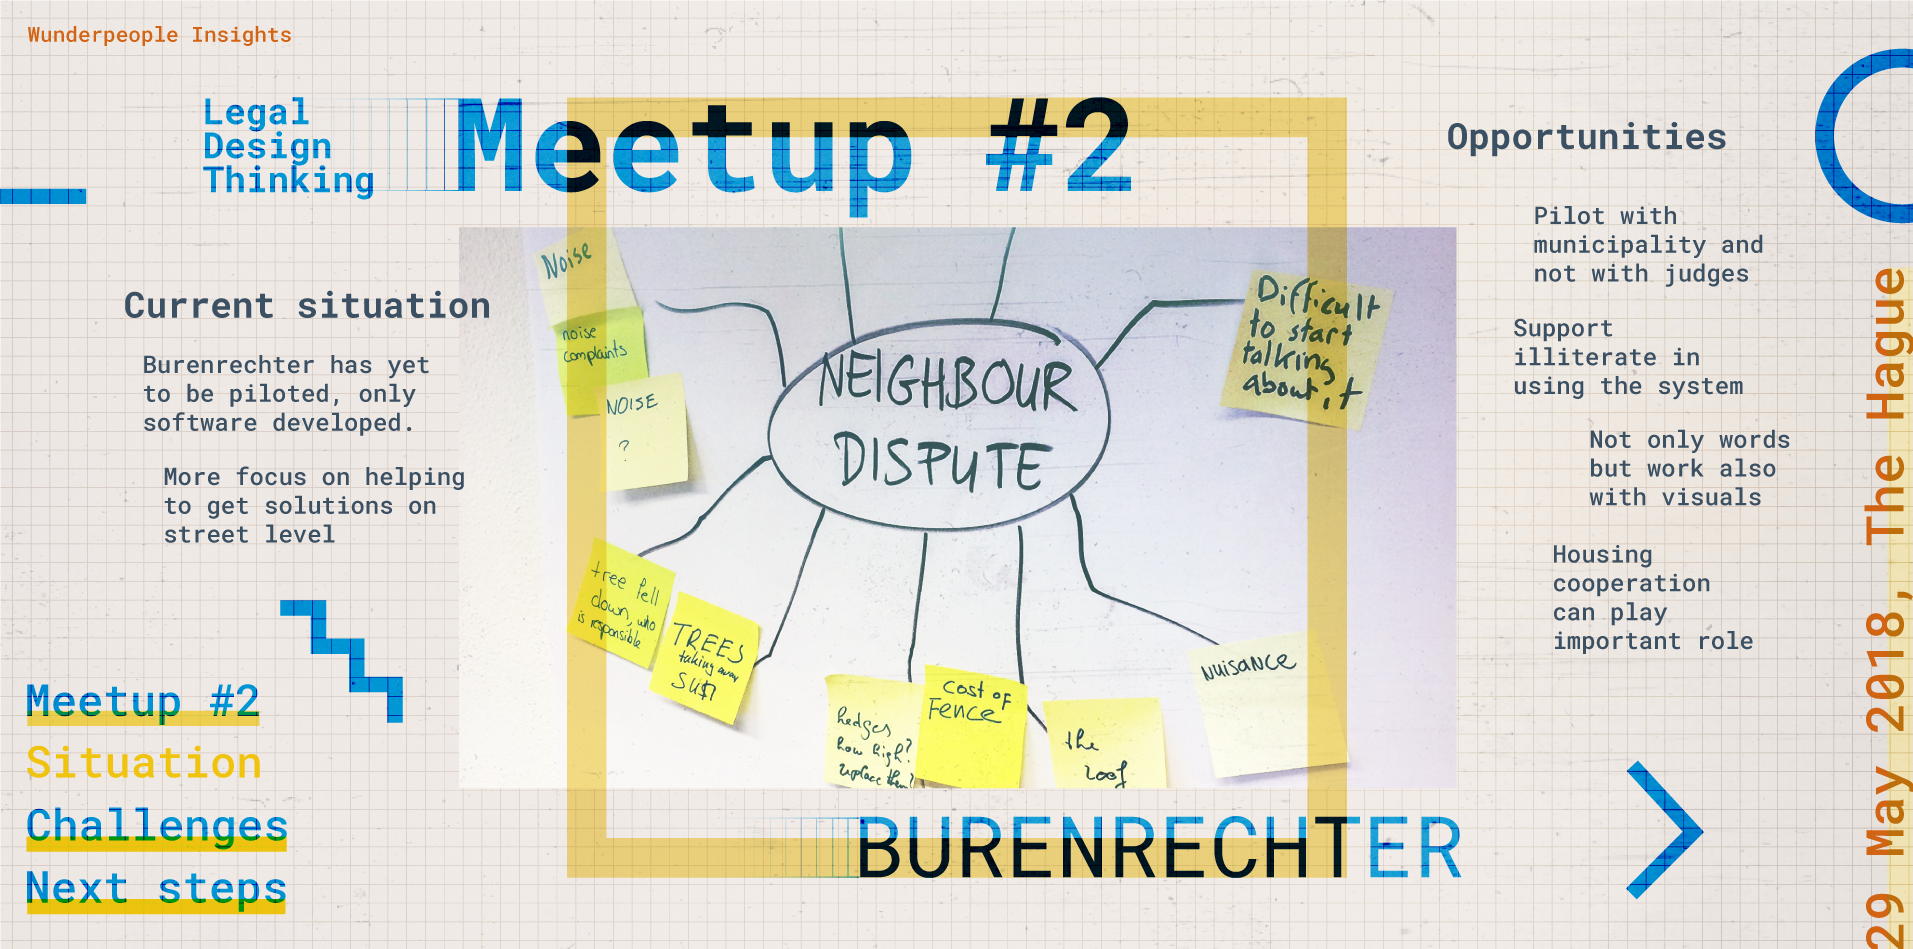 Wunderpeople Insights
Legal
Design
Thinking
Meetup #2
Current situation
Burenrechter has yet
to be piloted, only
software developed.
More focus on helping
to get solutions on
street level
Noise
noise
complaints
NOISE
?
NEIGHBOUR
DISPUTE
Difficult
to start
talking
about it
tree fell
down, who
is responsible
TREES
taking away
SUN
hedges
how high?
replace them?
cost of
Fence
the
roof
NUISANCE
Opportunities
Pilot with
municipality and
not with judges
Support
illiterate in
using the system
Not only words
but work also
with visuals
Housing
cooperation
can play
important role
Meetup #2
Situation
Challenges
Next steps
BURENRECHTER
29 May 2018, The Hague